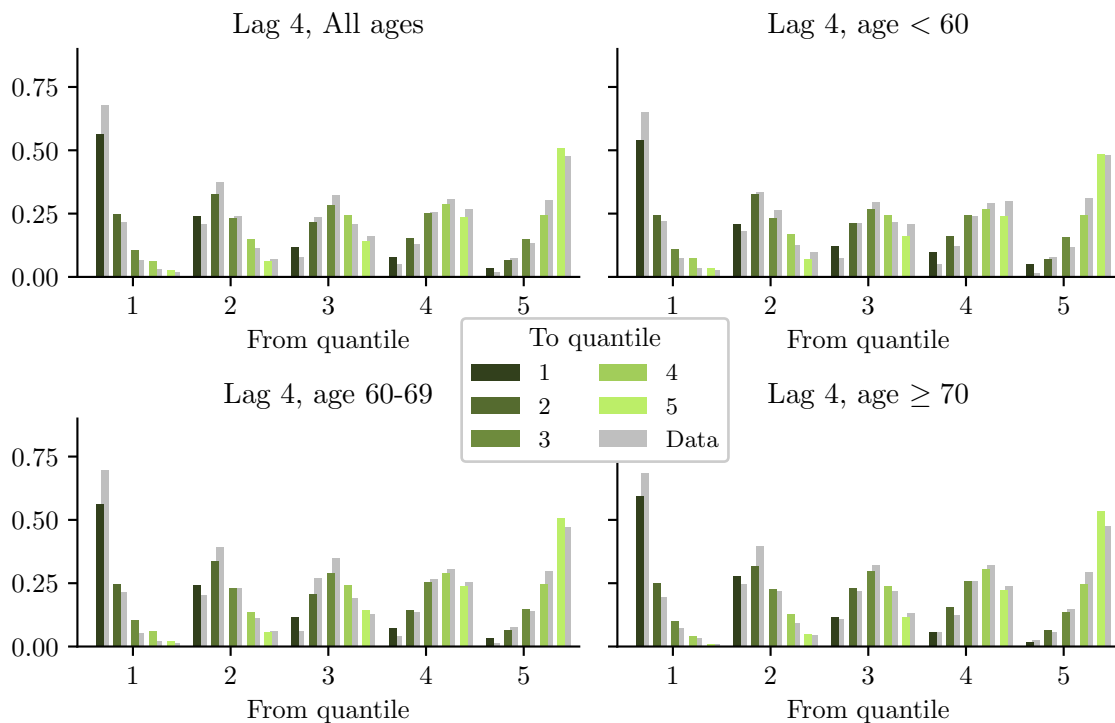 Lag 4, All ages
Lag 4, age < 60
0.75
0.50
0.25
0.00
1 2 3 4 5
1 2 3 4 5
From quantile
From quantile
To quantile
1 4
2 5
3 Data
Lag 4, age 60-69
Lag 4, age ≥ 70
0.75
0.50
0.25
0.00
1 2 3 4 5
1 2 3 4 5
From quantile
From quantile